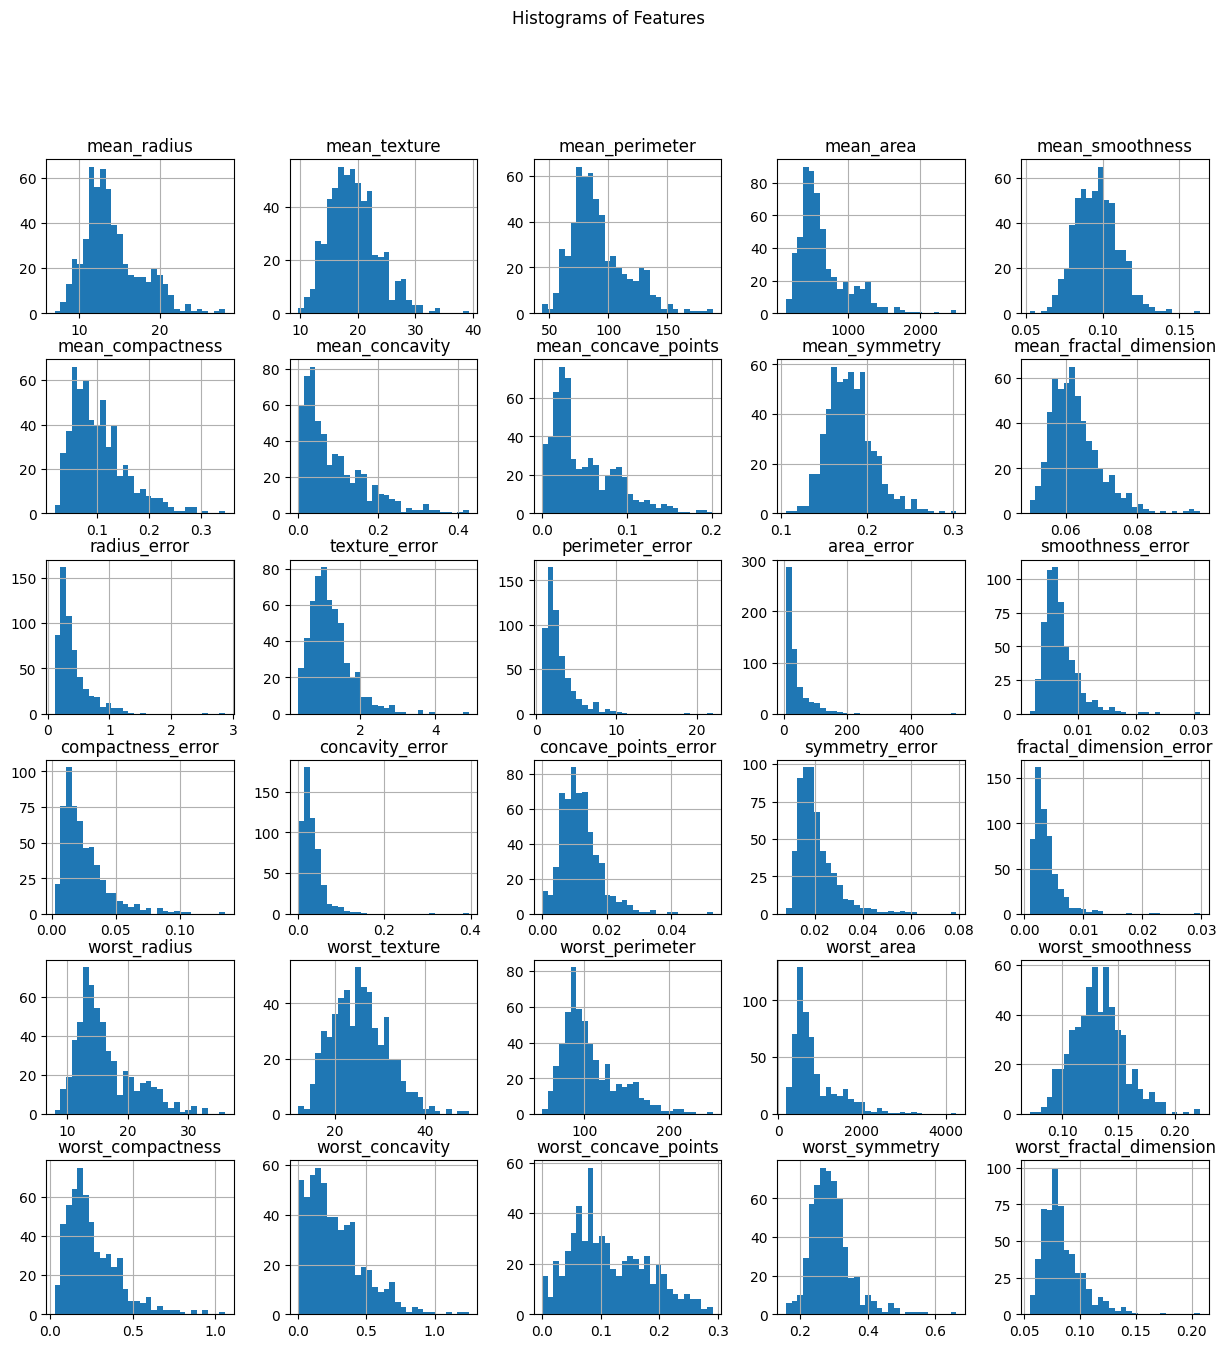 Histograms of Features
mean_radius mean_texture mean_perimeter mean_area mean_smoothness
60 40 20 0
40 20 0
60 40 20 0
80 60 40 20 0
60 40 20 0
10 20
10 20 30 40
50 100 150
1000 2000
0.05 0.10 0.15
mean_compactness mean_concavity mean_concave_points mean_symmetry mean_fractal_dimension
60 40 20 0
80 60 40 20 0
60 40 20 0
60 40 20 0
60 40 20 0
0.1 0.2 0.3
0.0 0.2 0.4
0.0 0.1 0.2
0.1 0.2 0.3
0.06 0.08
radius_error texture_error perimeter_error area_error smoothness_error
150 100 50 0
80 60 40 20 0
150 100 50 0
300 200 100 0
100 75 50 25 0
0 1 2 3
2 4
0 10 20
0 200 400
0.01 0.02 0.03
compactness_error concavity_error concave_points_error symmetry_error fractal_dimension_error
100 75 50 25 0
150 100 50 0
80 60 40 20 0
100 75 50 25 0
150 100 50 0
0.00 0.05 0.10
0.0 0.2 0.4
0.00 0.02 0.04
0.02 0.04 0.06 0.08
0.00 0.01 0.02 0.03
worst_radius worst_texture worst_perimeter worst_area worst_smoothness
60 40 20 0
40 20 0
80 60 40 20 0
100 50 0
60 40 20 0
10 20 30
20 40
100 200
0 2000 4000
0.10 0.15 0.20
worst_compactness worst_concavity worst_concave_points worst_symmetry worst_fractal_dimension
60 40 20 0
60 40 20 0
60 40 20 0
60 40 20 0
100 75 50 25 0
0.0 0.5 1.0
0.0 0.5 1.0
0.0 0.1 0.2 0.3
0.2 0.4 0.6
0.05 0.10 0.15 0.20